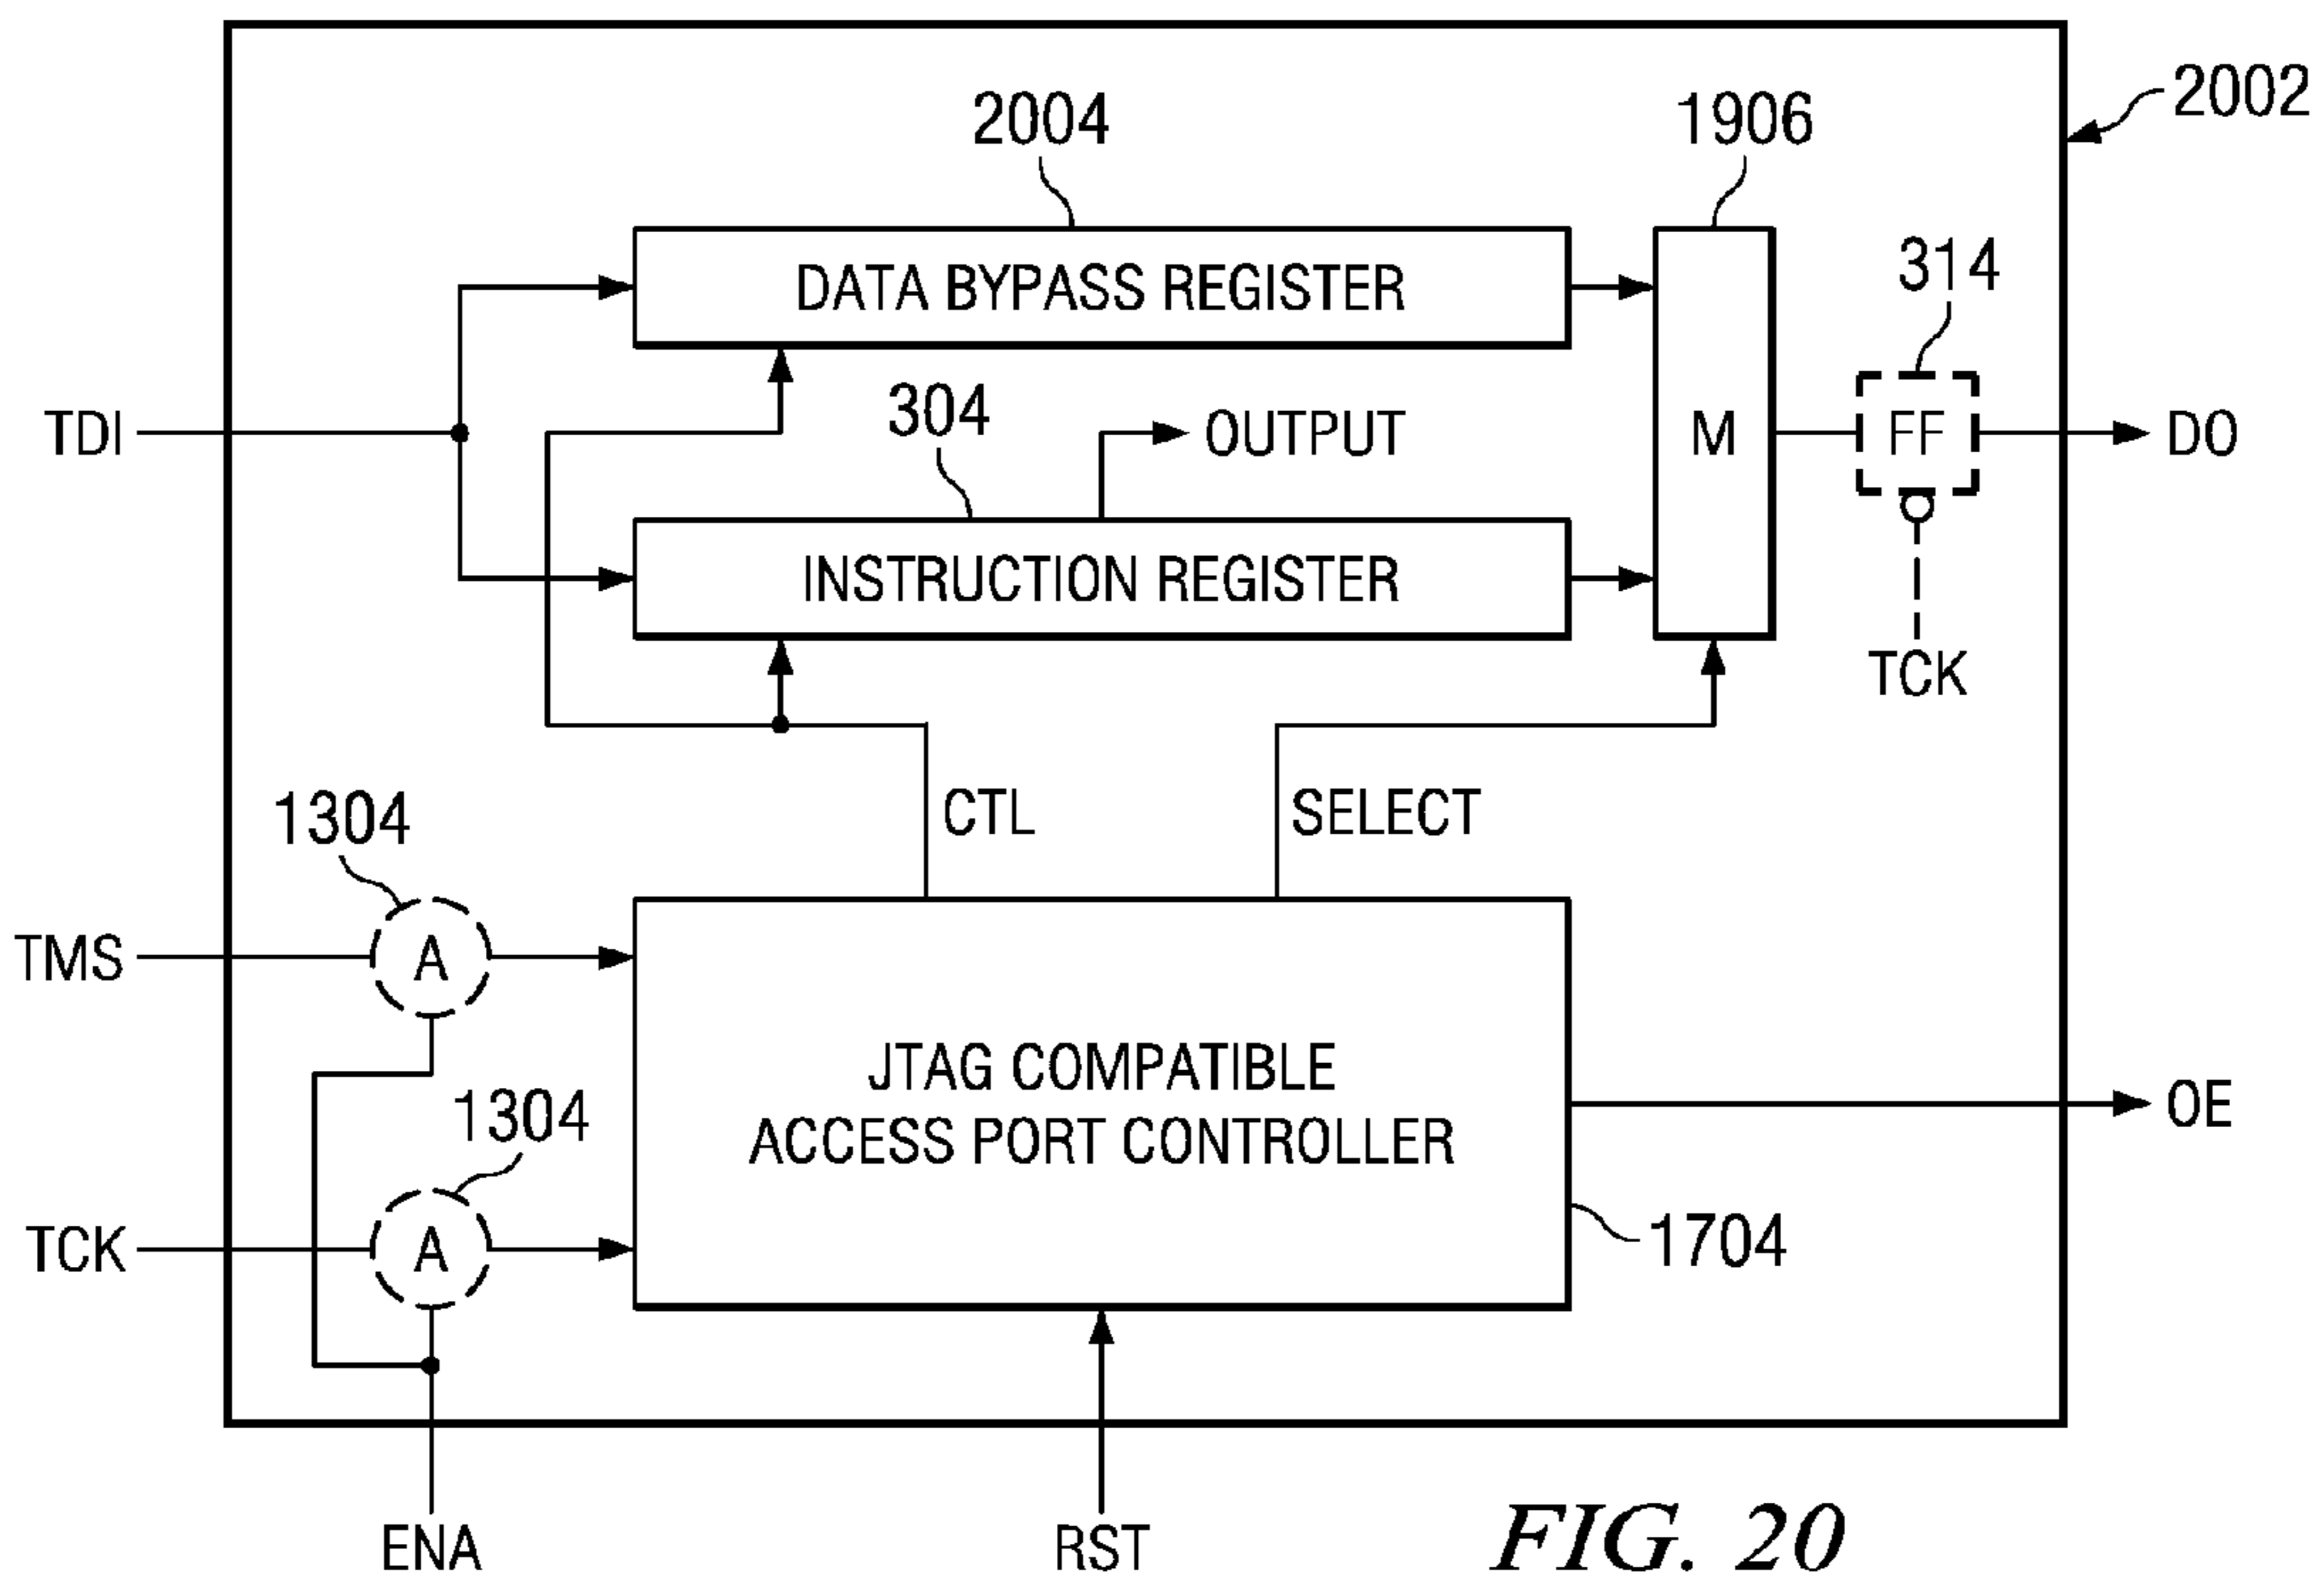 2002
2004
1906
314
DATA BYPASS REGISTER
304
TDI
OUTPUT
M
FF
DO
INSTRUCTION REGISTER
TCK
1304
CTL
SELECT
TMS
A
JTAG COMPATIBLE
ACCESS PORT CONTROLLER
1304
OE
TCK
A
1704
ENA
RST
FIG. 20